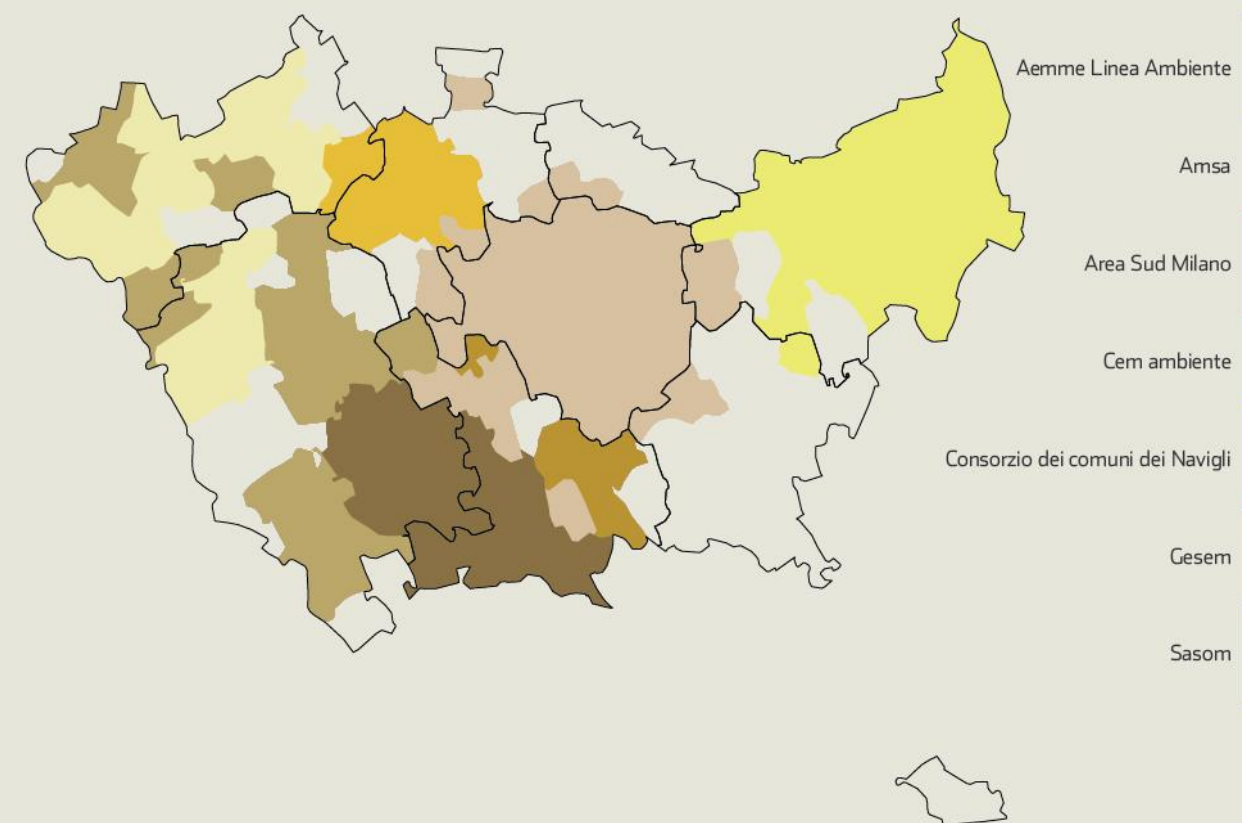 Aemme Linea Ambiente
Amsa
Area Sud Milano
Cem ambiente
Consorzio dei comuni dei Navigli
Gesem
Sasom